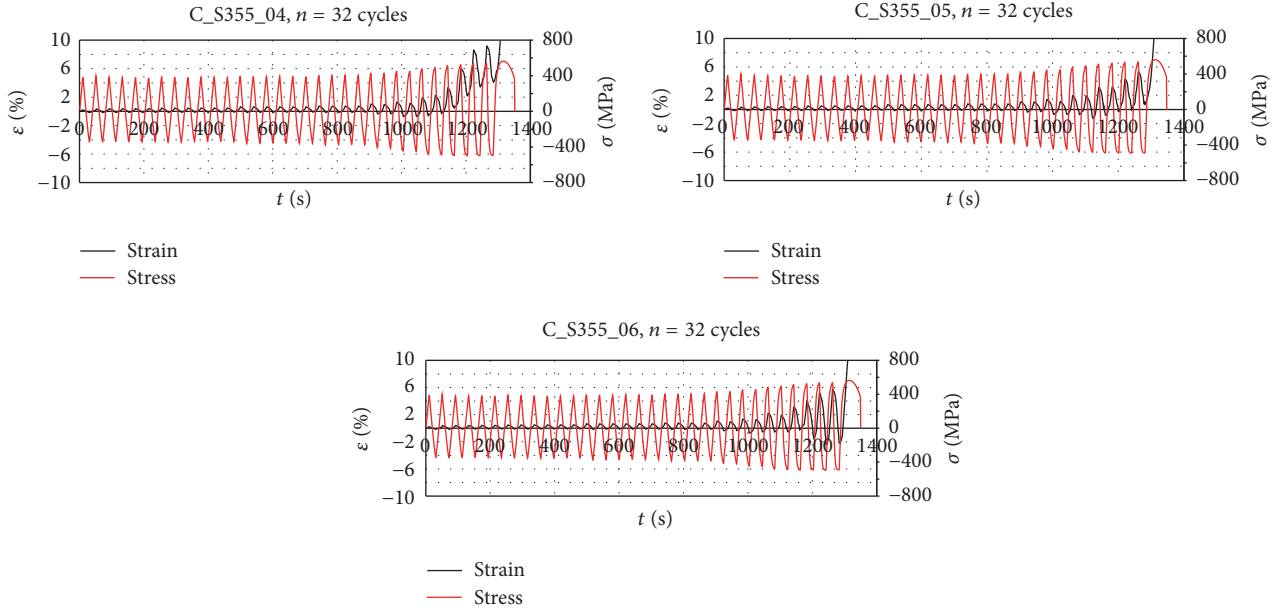 C_S355_04, n = 32 cycles
10
6
2
−2
−6
−10
ε (%)
0 200 400 600 800 1000 1200 1400
t (s)
800
400
0
−400
−800
σ (MPa)
Strain
Stress
C_S355_05, n = 32 cycles
10
6
2
−2
−6
−10
ε (%)
0 200 400 600 800 1000 1200 1400
t (s)
800
400
0
−400
−800
σ (MPa)
Strain
Stress
C_S355_06, n = 32 cycles
10
6
2
−2
−6
−10
ε (%)
0 200 400 600 800 1000 1200 1400
t (s)
800
400
0
−400
−800
σ (MPa)
Strain
Stress